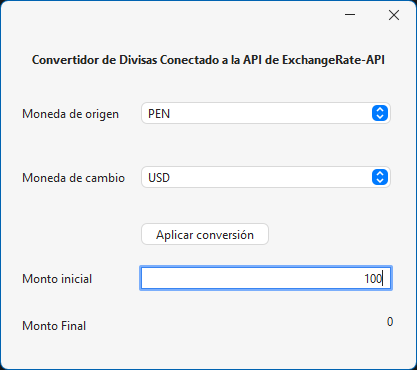 Convertidor de Divisas Conectado a la API de ExchangeRate-API
Moneda de origen PEN
Moneda de cambio USD
Aplicar conversión
Monto inicial 100
Monto Final 0